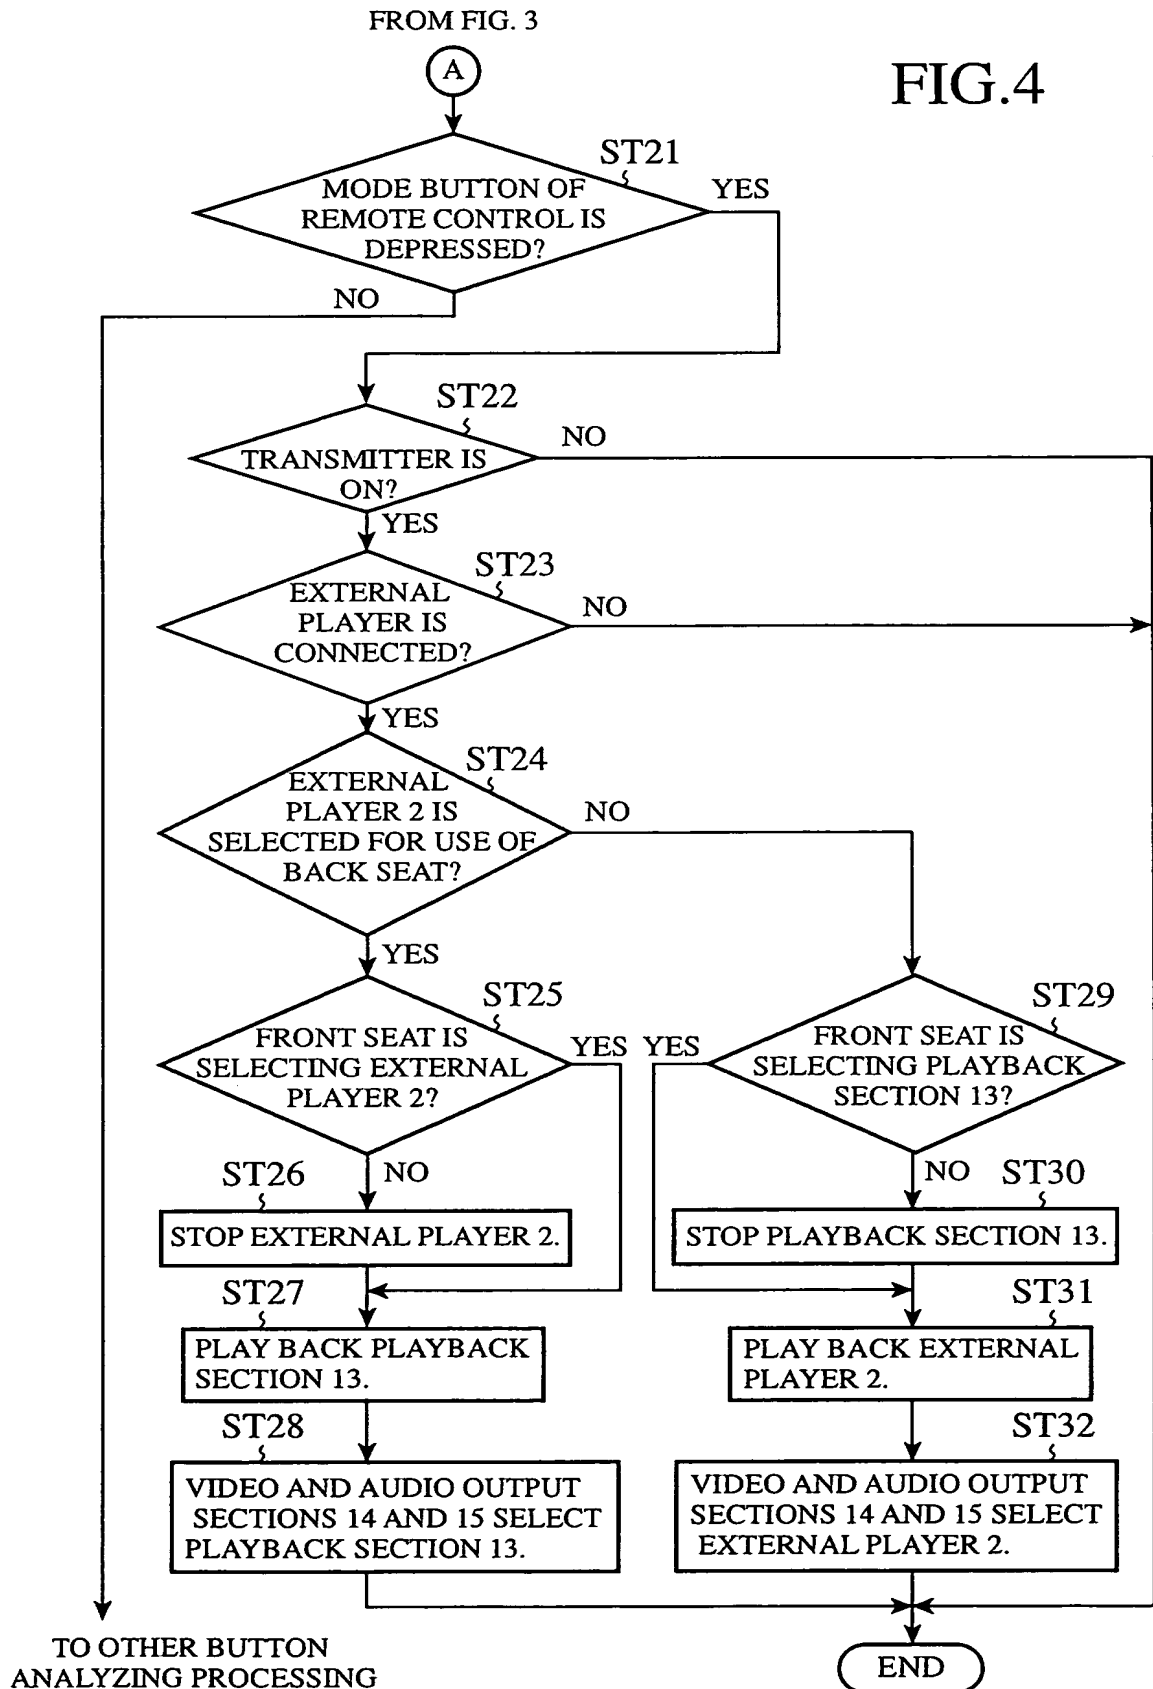 FROM FIG. 3
A
FIG.4
ST21
MODE BUTTON OF
REMOTE CONTROL IS
DEPRESSED?
YES
NO
ST22
TRANSMITTER IS
ON?
NO
YES
ST23
EXTERNAL
PLAYER IS
CONNECTED?
NO
YES
ST24
EXTERNAL
PLAYER 2 IS
SELECTED FOR USE OF
BACK SEAT?
NO
YES
ST25
FRONT SEAT IS
SELECTING EXTERNAL
PLAYER 2?
YES
NO
ST29
FRONT SEAT IS
SELECTING PLAYBACK
SECTION 13?
YES
NO
ST26
STOP EXTERNAL PLAYER 2.
ST30
STOP PLAYBACK SECTION 13.
ST27
PLAY BACK PLAYBACK
SECTION 13.
ST31
PLAY BACK EXTERNAL
PLAYER 2.
ST28
VIDEO AND AUDIO OUTPUT
SECTIONS 14 AND 15 SELECT
PLAYBACK SECTION 13.
ST32
VIDEO AND AUDIO OUTPUT
SECTIONS 14 AND 15 SELECT
EXTERNAL PLAYER 2.
TO OTHER BUTTON
ANALYZING PROCESSING
END